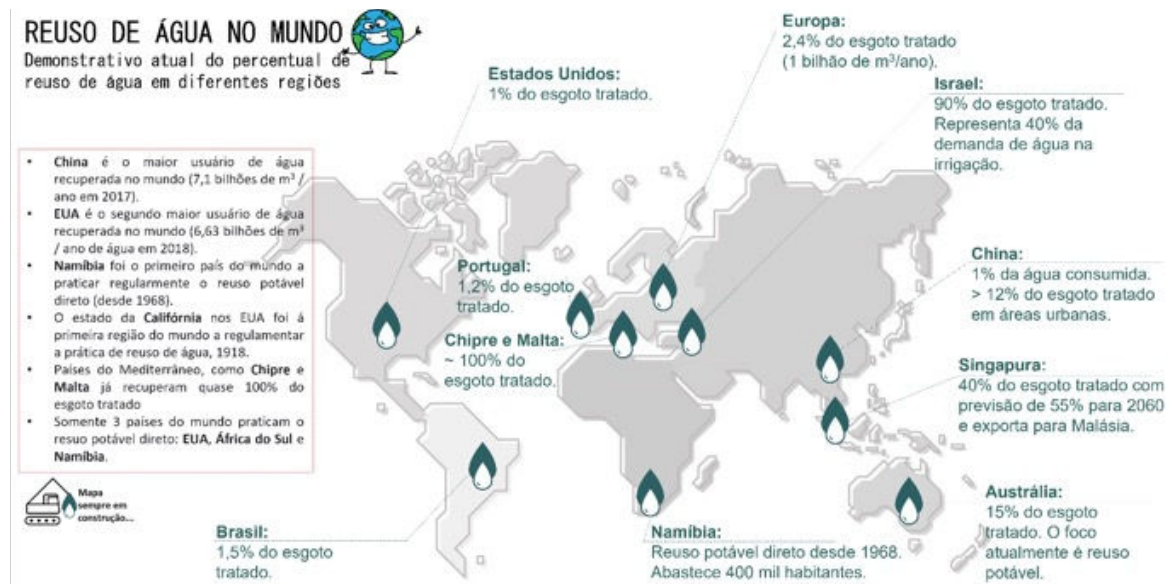 REUSO DE ÁGUA NO MUNDO
Demonstrativo atual do percentual de
reuso de água em diferentes regiões
• China é o maior usuário de água
recuperada no mundo (7,1 bilhões de m³ /
ano em 2017).
• EUA é o segundo maior usuário de água
recuperada no mundo (6,63 bilhões de m³
/ ano de água em 2018).
• Namíbia foi o primeiro país do mundo a
praticar regularmente o reuso potável
direto (desde 1968).
• O estado da Califórnia nos EUA foi á
primeira região do mundo a regulamentar
a prática de reuso de água, 1918.
• Países do Mediterrâneo, como Chipre e
Malta já recuperam quase 100% do
esgoto tratado
• Somente 3 países do mundo praticam o
resuo potável direto: EUA, África do Sul e
Namíbia.
Mapa
sempre em
construção...
Estados Unidos:
1% do esgoto tratado.
Europa:
2,4% do esgoto tratado
(1 bilhão de m³/ano).
Israel:
90% do esgoto tratado.
Representa 40% da
demanda de água na
irrigação.
Portugal:
1,2% do esgoto
tratado.
Chipre e Malta:
~ 100% do
esgoto tratado.
China:
1% da água consumida.
> 12% do esgoto tratado
em áreas urbanas.
Singapura:
40% do esgoto tratado com
previsão de 55% para 2060
e exporta para Malásia.
Austrália:
15% do esgoto
tratado. O foco
atualmente é reuso
potável.
Namíbia:
Reuso potável direto desde 1968.
Abastece 400 mil habitantes.
Brasil:
1,5% do esgoto
tratado.